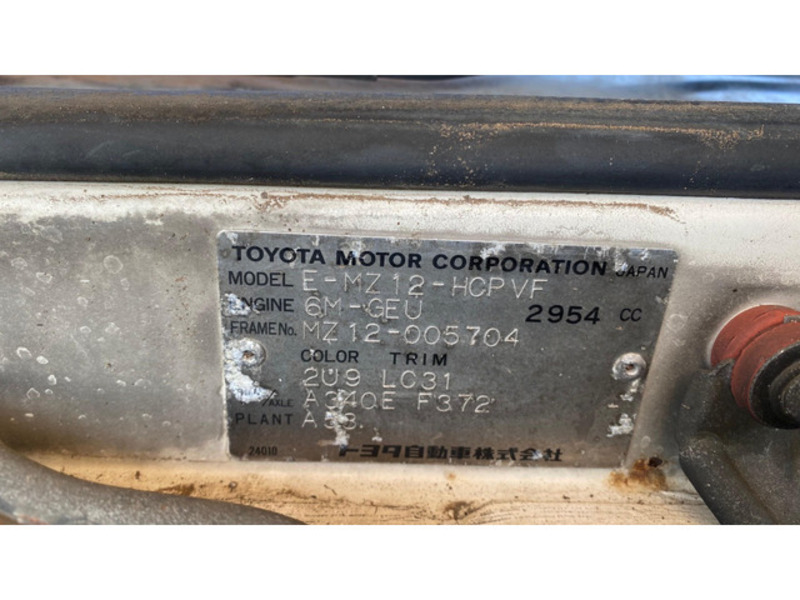 TOYOTA MOTOR CORPORATION JAPAN
MODEL E-MZ12-HCPVF
ENGINE 6M-GEU 2954 CC
FRAME No. MZ12-005704
COLOR TRIM
2U9 LC31
/AXLE A340E F372
PLANT
24010 トヨタ自動車株式会社